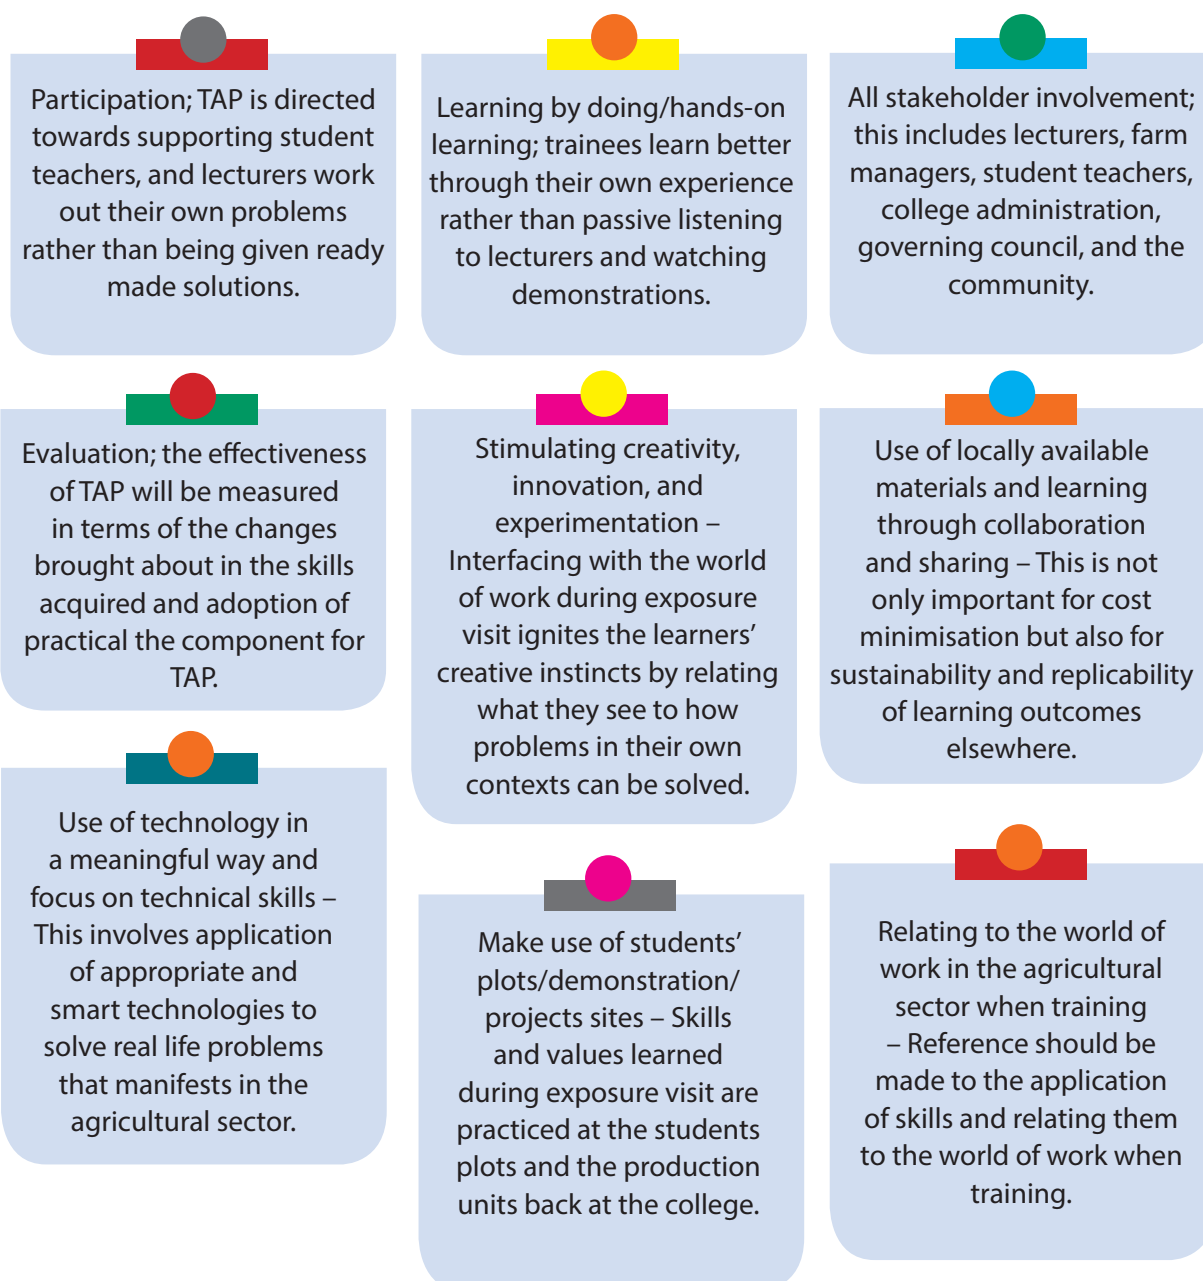 Participation; TAP is directed
towards supporting student
teachers, and lecturers work
out their own problems
rather than being given ready
made solutions.
Learning by doing/hands-on
learning; trainees learn better
through their own experience
rather than passive listening
to lecturers and watching
demonstrations.
All stakeholder involvement;
this includes lecturers, farm
managers, student teachers,
college administration,
governing council, and the
community.
Evaluation; the effectiveness
of TAP will be measured
in terms of the changes
brought about in the skills
acquired and adoption of
practical the component for
TAP.
Stimulating creativity,
innovation, and
experimentation –
Interfacing with the world
of work during exposure
visit ignites the learners’
creative instincts by relating
what they see to how
problems in their own
contexts can be solved.
Use of locally available
materials and learning
through collaboration
and sharing – This is not
only important for cost
minimisation but also for
sustainability and replicability
of learning outcomes
elsewhere.
Use of technology in
a meaningful way and
focus on technical skills –
This involves application
of appropriate and
smart technologies to
solve real life problems
that manifests in the
agricultural sector.
Make use of students’
plots/demonstration/
projects sites – Skills
and values learned
during exposure visit are
practiced at the students
plots and the production
units back at the college.
Relating to the world of
work in the agricultural
sector when training
– Reference should be
made to the application
of skills and relating them
to the world of work when
training.